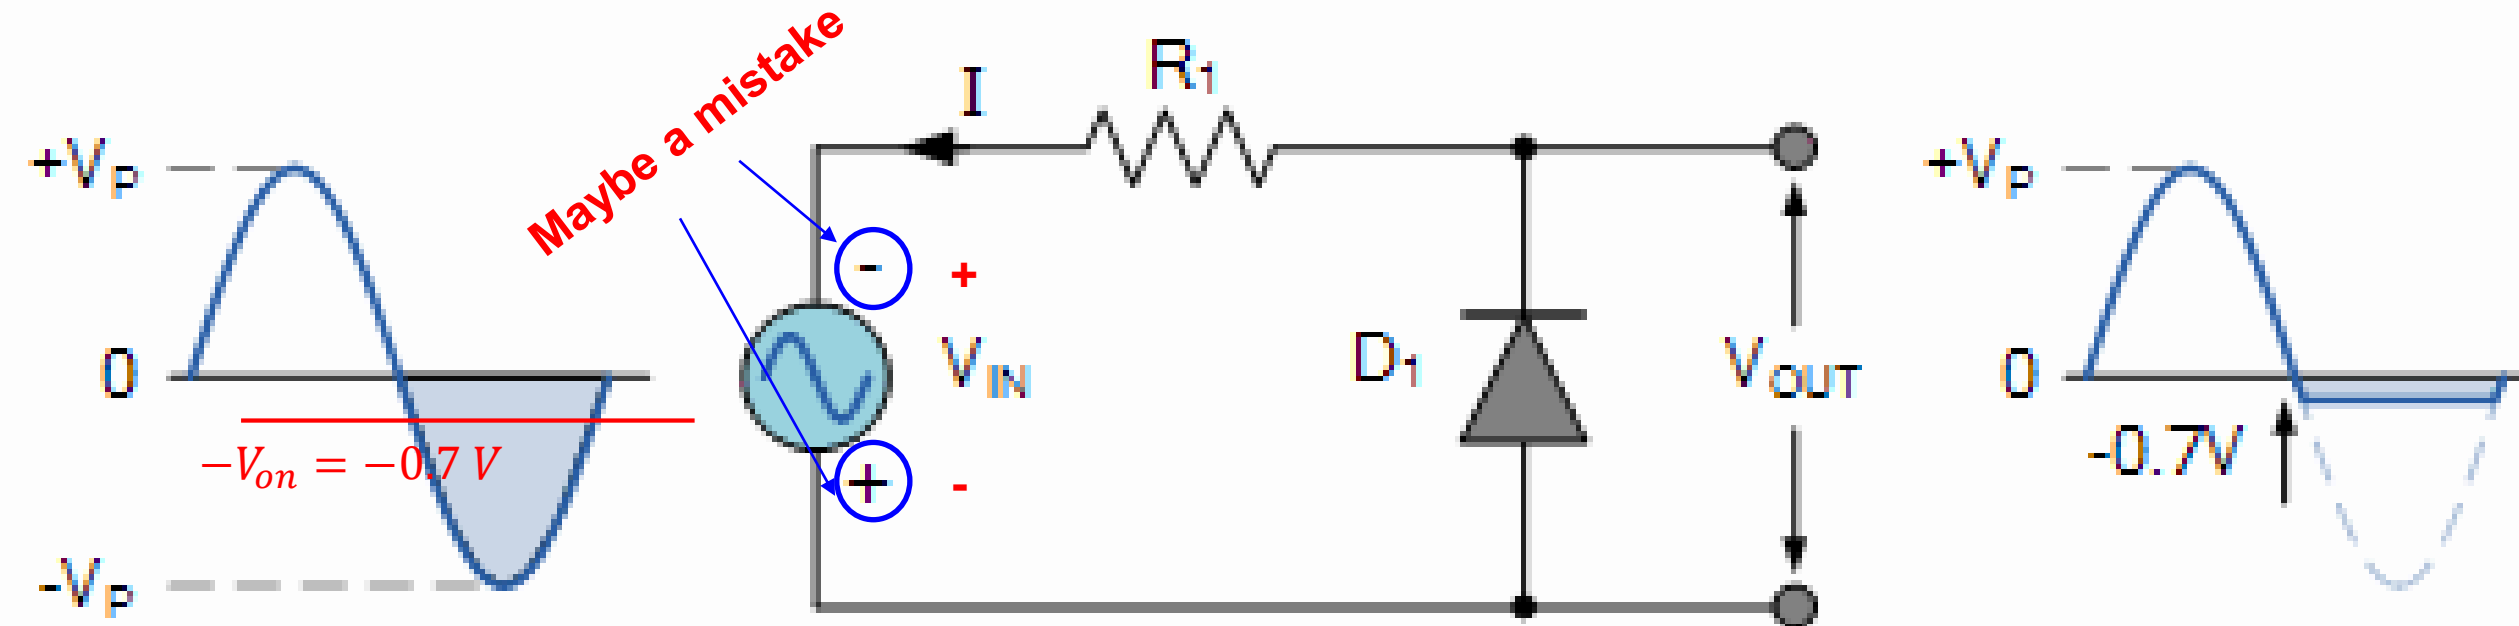 Maybe a mistake
I
R1
+VP
0
-VP
−Von = −0.7 V
-
+
VIN
+
-
D1
VOUT
+VP
0
-0.7V